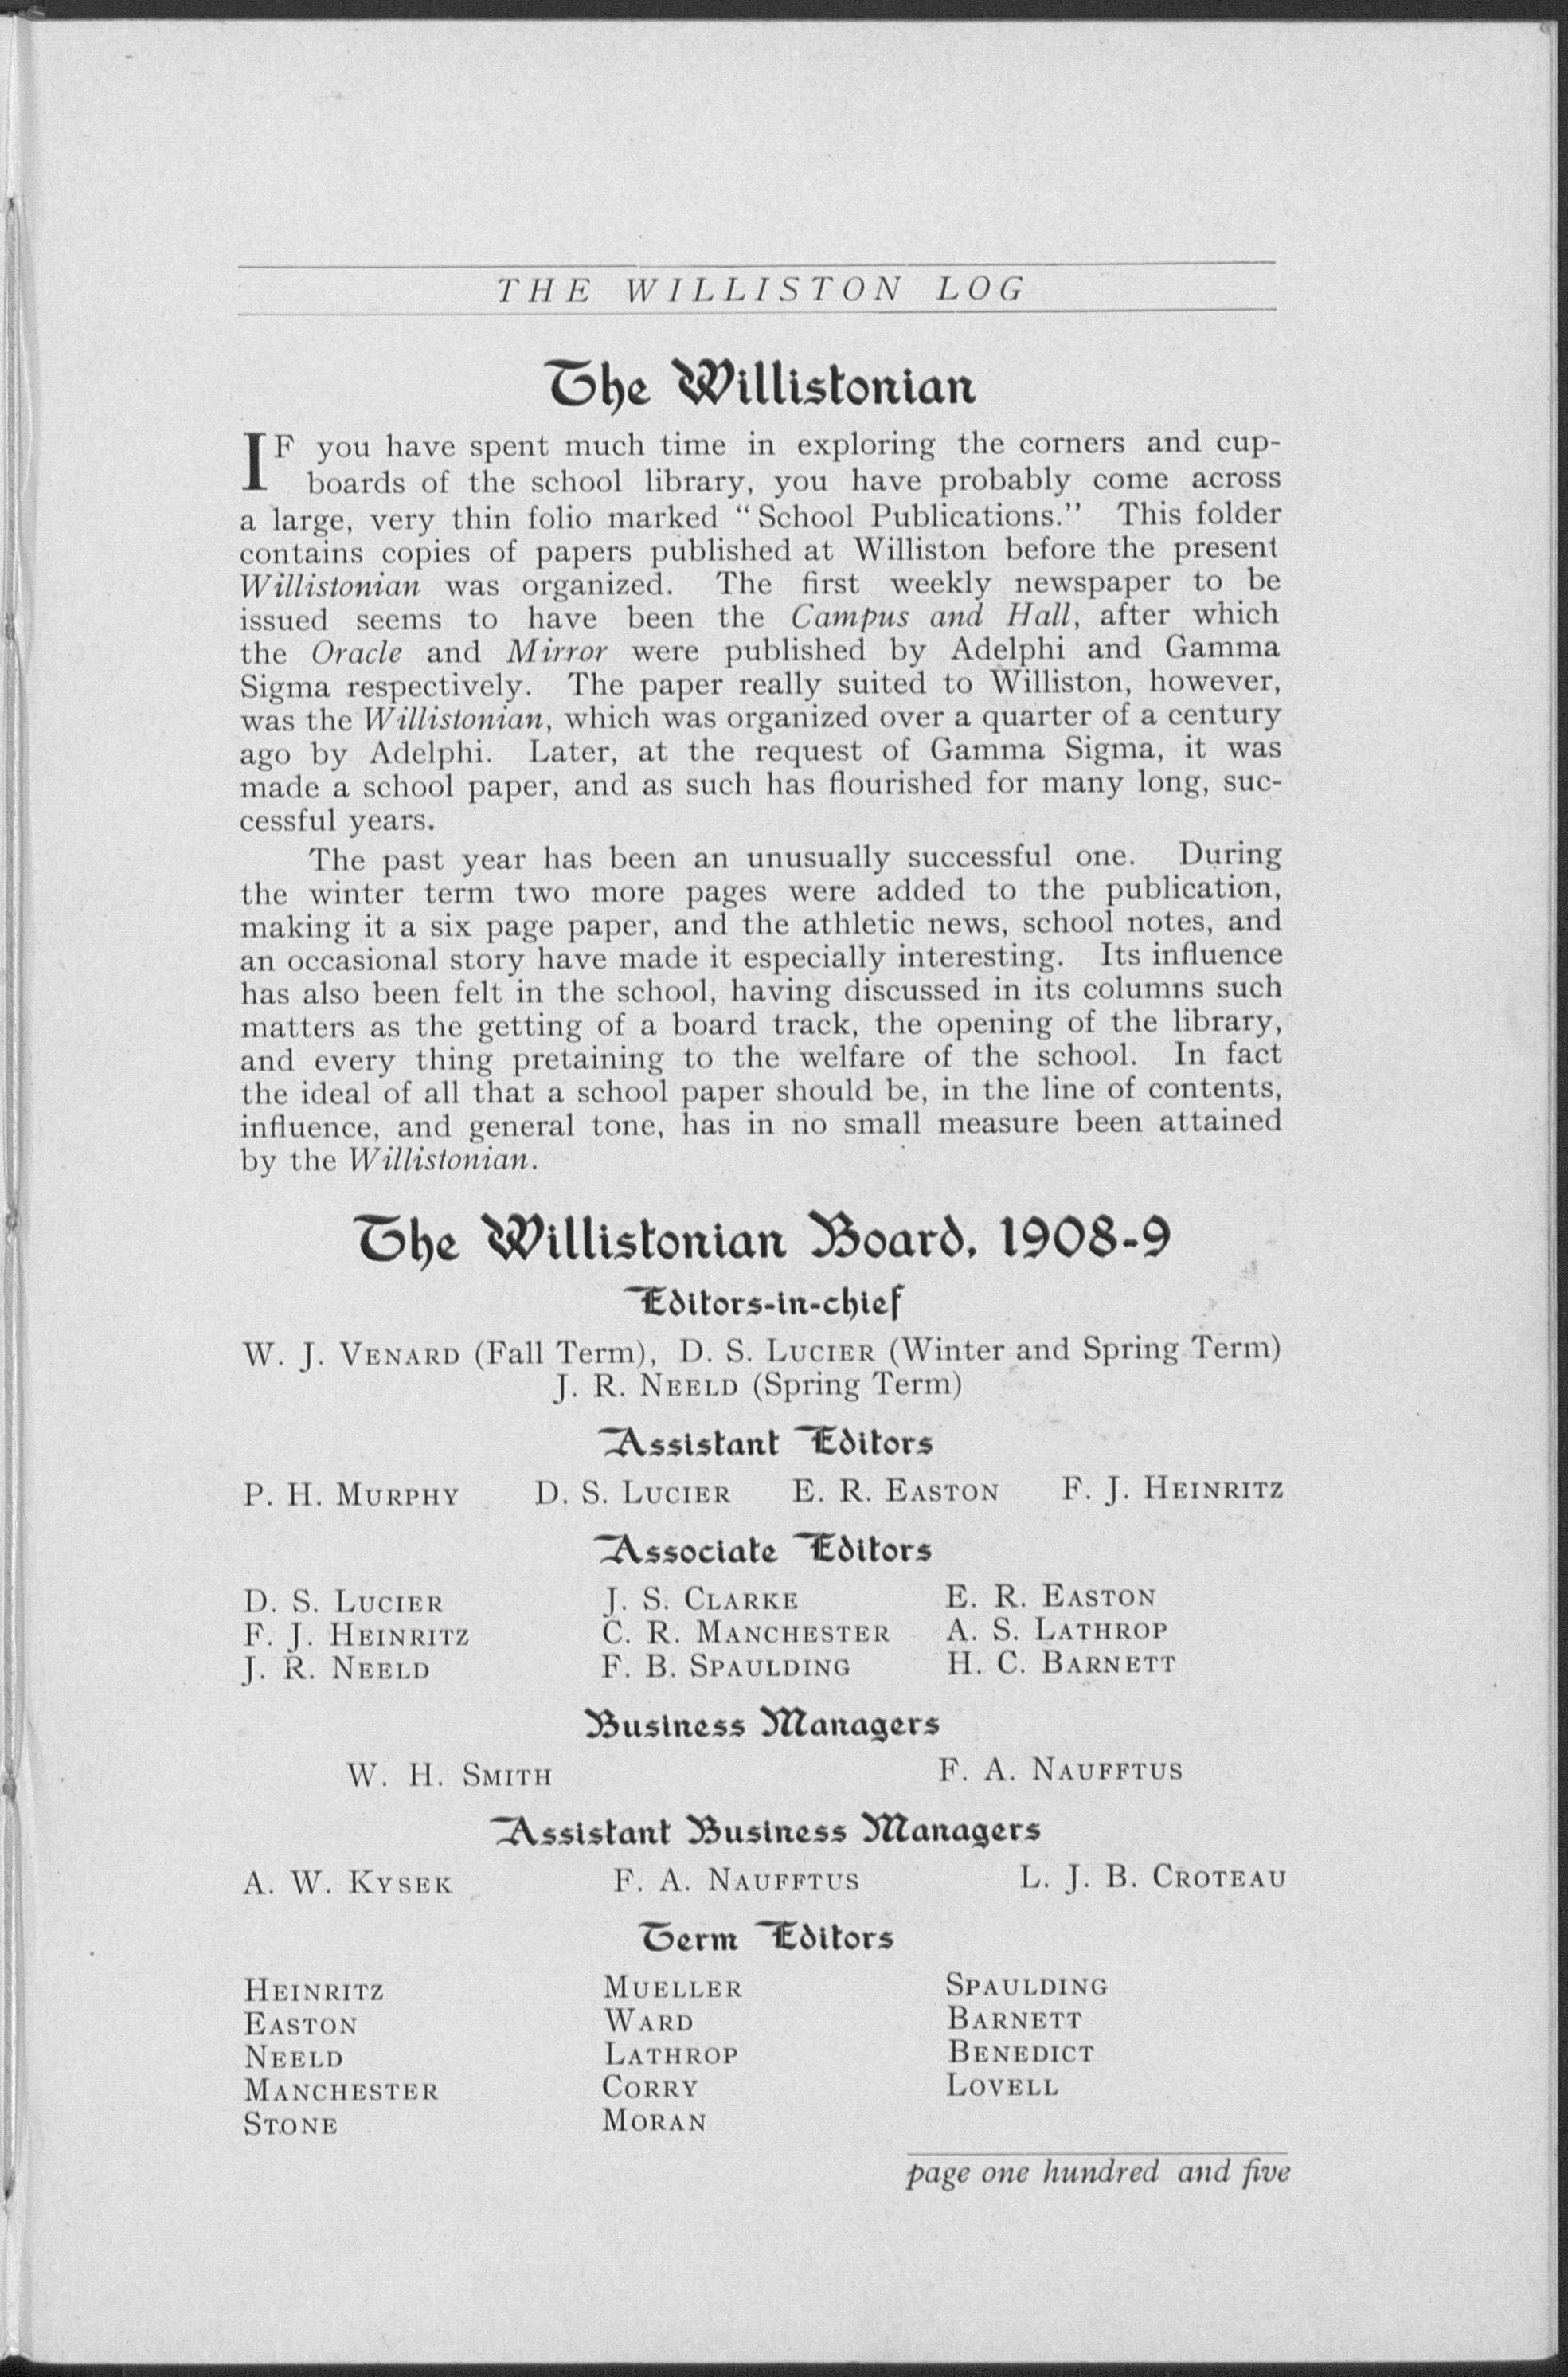 THE WILLISTON LOG
The Willistonian
IF you have spent much time in exploring the corners and cup-
boards of the school library, you have probably come across
a large, very thin folio marked "School Publications." This folder
contains copies of papers published at Williston before the present
Willistonian was organized. The first weekly newspaper to be
issued seems to have been the Campus and Hall, after which
the Oracle and Mirror were published by Adelphi and Gamma
Sigma respectively. The paper really suited to Williston, however,
was the Willistonian, which was organized over a quarter of a century
ago by Adelphi. Later, at the request of Gamma Sigma, it was
made a school paper, and as such has flourished for many long, suc-
cessful years.
The past year has been an unusually successful one. During
the winter term two more pages were added to the publication,
making it a six page paper, and the athletic news, school notes, and
an occasional story have made it especially interesting. Its influence
has also been felt in the school, having discussed in its columns such
matters as the getting of a board track, the opening of the library,
and every thing pretaining to the welfare of the school. In fact
the ideal of all that a school paper should be, in the line of contents,
influence, and general tone, has in no small measure been attained
by the Willistonian.
The Willistonian Board, 1908-9
Editors-in-chief
W. J. VENARD (Fall Term), D. S. LUCIER (Winter and Spring Term)
J. R. NEELD (Spring Term)
Assistant Editors
P. H. MURPHY D. S. LUCIER E. R. EASTON F. J. HEINRITZ
Associate Editors
D. S. LUCIER J. S. CLARKE E. R. EASTON
F. J. HEINRITZ C. R. MANCHESTER A. S. LATHROP
J. R. NEELD F. B. SPAULDING H. C. BARNETT
Business Managers
W. H. SMITH F. A. NAUFFTUS
Assistant Business Managers
A. W. KYSEK F. A. NAUFFTUS L. J. B. CROTEAU
Term Editors
HEINRITZ MUELLER SPAULDING
EASTON WARD BARNETT
NEELD LATHROP BENEDICT
MANCHESTER CORRY LOVELL
STONE MORAN
page one hundred and five